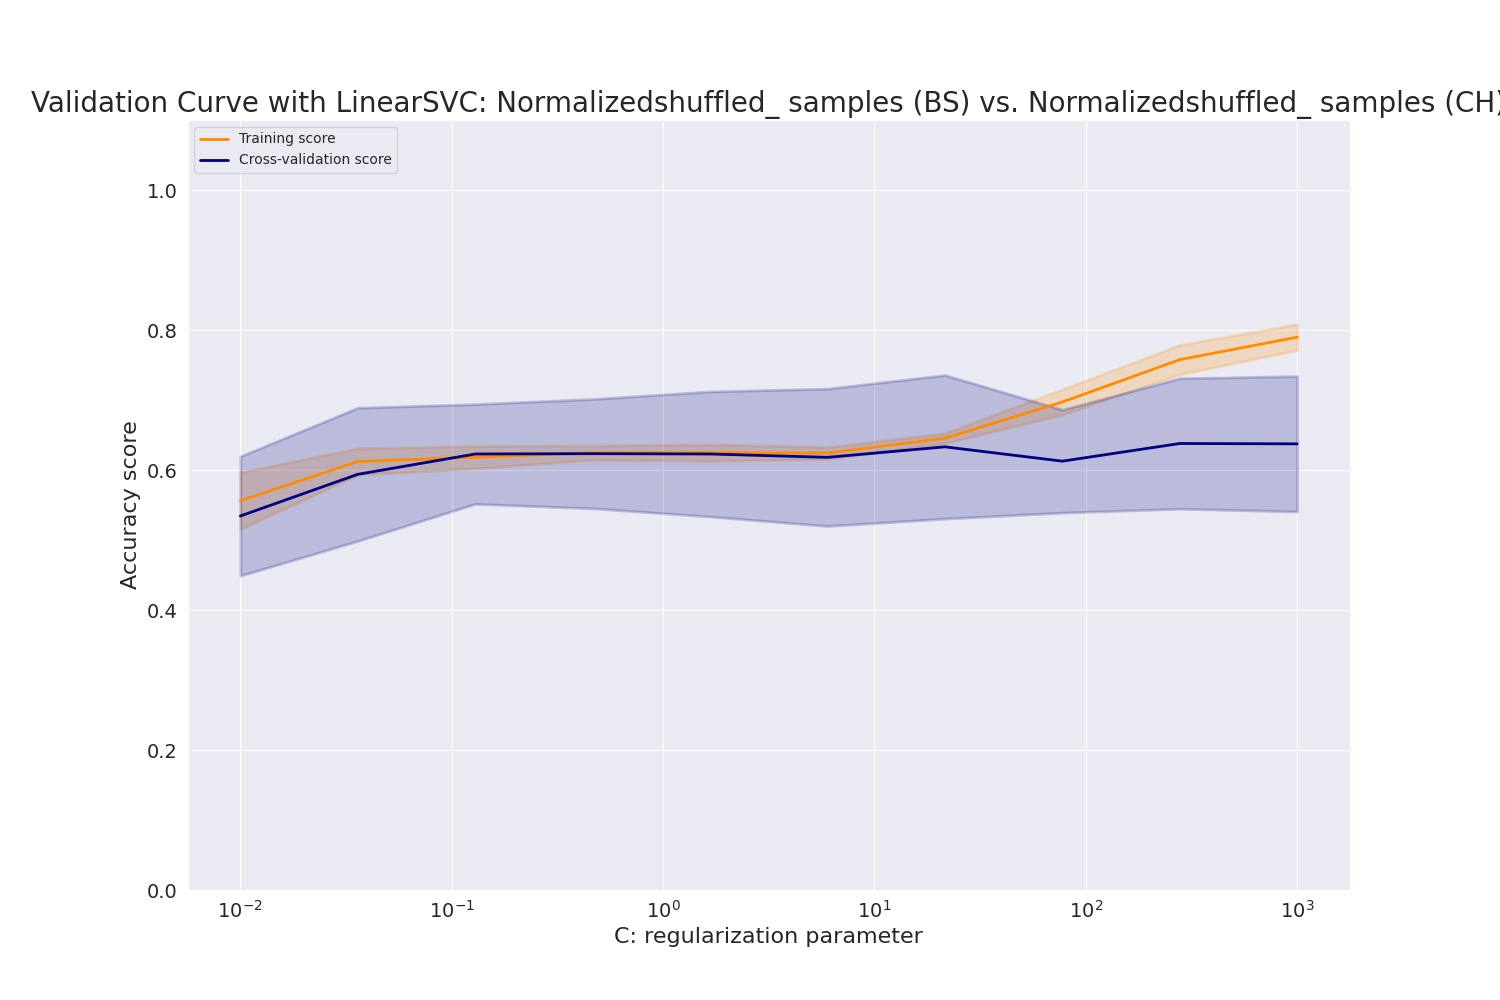 Validation Curve with LinearSVC: Normalizedshuffled_ samples (BS) vs. Normalizedshuffled_ samples (CH)
Training score
Cross-validation score
1.0
0.8
0.6
0.4
0.2
0.0
Accuracy score
10⁻² 10⁻¹ 10⁰ 10¹ 10² 10³
C: regularization parameter